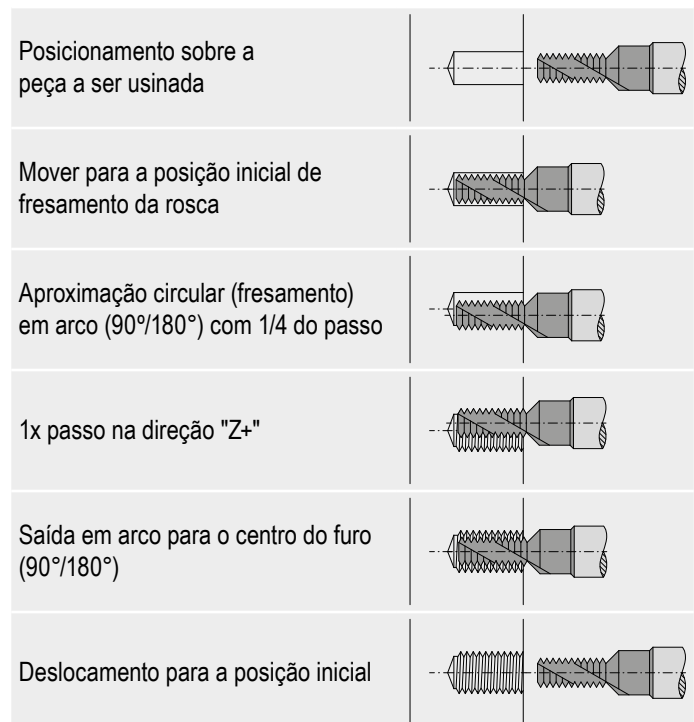 Posicionamento sobre a
peça a ser usinada
Mover para a posição inicial de
fresamento da rosca
Aproximação circular (fresamento)
em arco (90º/180°) com 1/4 do passo
1x passo na direção "Z+"
Saída em arco para o centro do furo
(90°/180°)
Deslocamento para a posição inicial